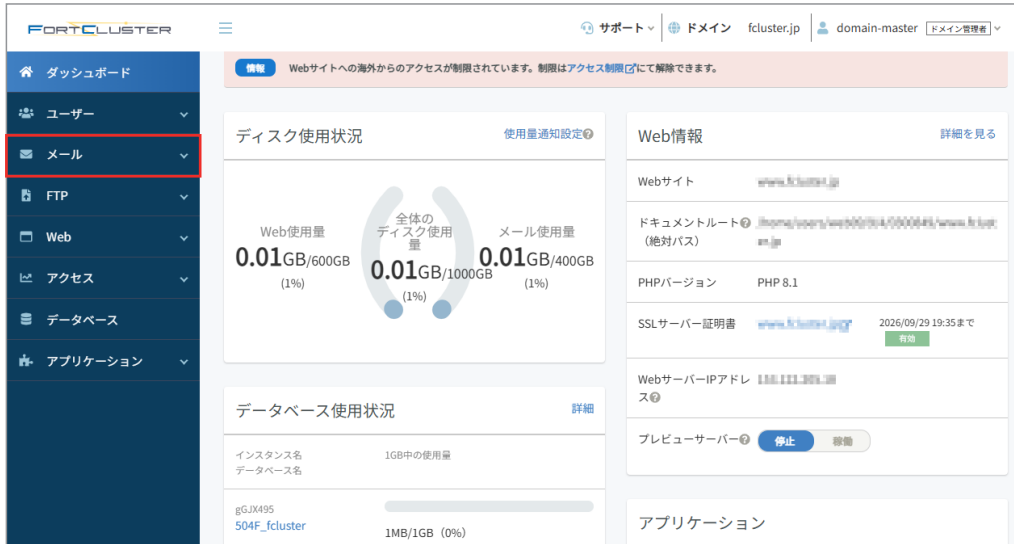 FORTCLUSTER
サポート
ドメイン fcluster.jp
domain-master ドメイン管理者
ダッシュボード
ユーザー
メール
FTP
Web
アクセス
データベース
アプリケーション
情報 Webサイトへの海外からのアクセスが制限されています。制限はアクセス制限にて解除できます。
ディスク使用状況 使用量通知設定
Web使用量
0.01GB/600GB
(1%)
全体の
ディスク使用
量
0.01GB/1000GB
(1%)
メール使用量
0.01GB/400GB
(1%)
データベース使用状況 詳細
インスタンス名 1GB中の使用量
データベース名
gGJX495
504F_fcluster
1MB/1GB（0%）
Web情報 詳細を見る
Webサイト
ドキュメントルート
（絶対パス）
PHPバージョン PHP 8.1
SSLサーバー証明書 2026/09/29 19:35まで
有効
WebサーバーIPアドレ
ス
プレビューサーバー 停止 稼働
アプリケーション